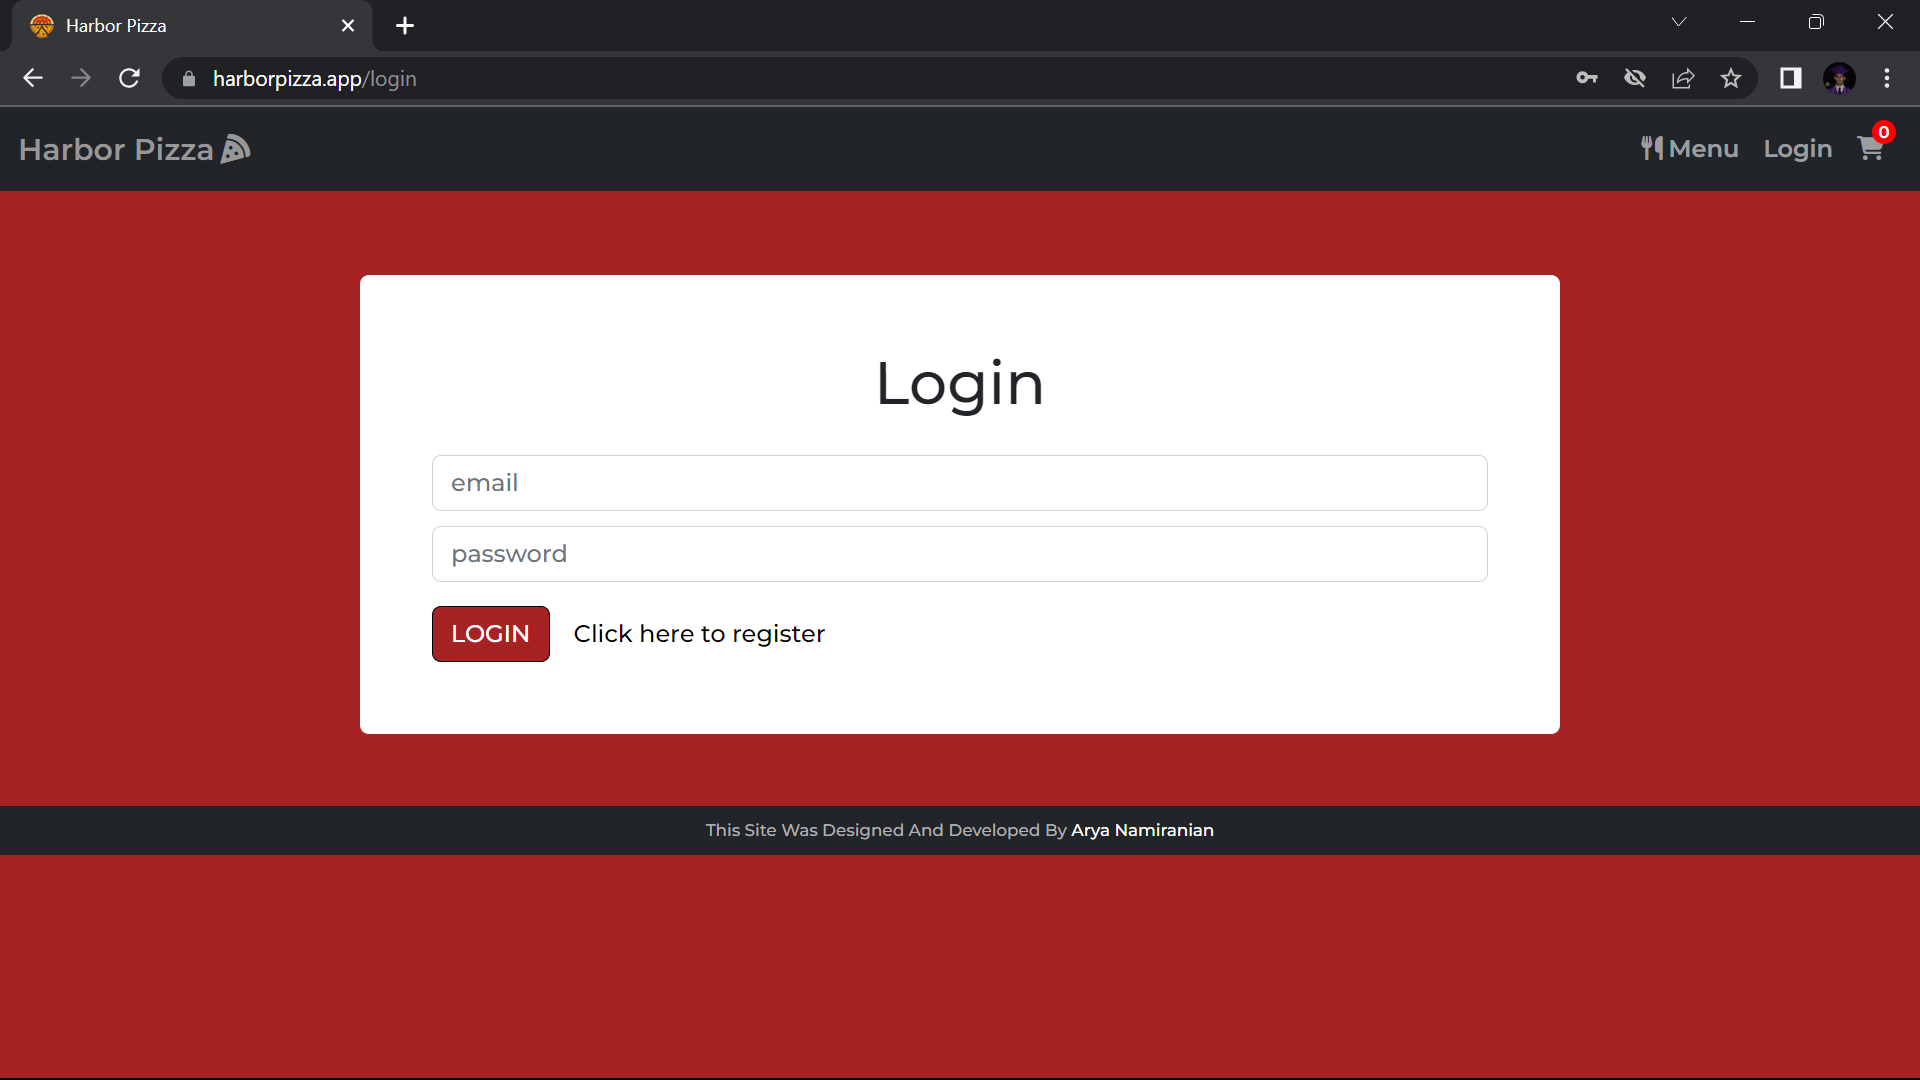 Harbor Pizza
harborpizza.app/login
Harbor Pizza
Menu Login 0
Login
email
password
LOGIN Click here to register
This Site Was Designed And Developed By Arya Namiranian